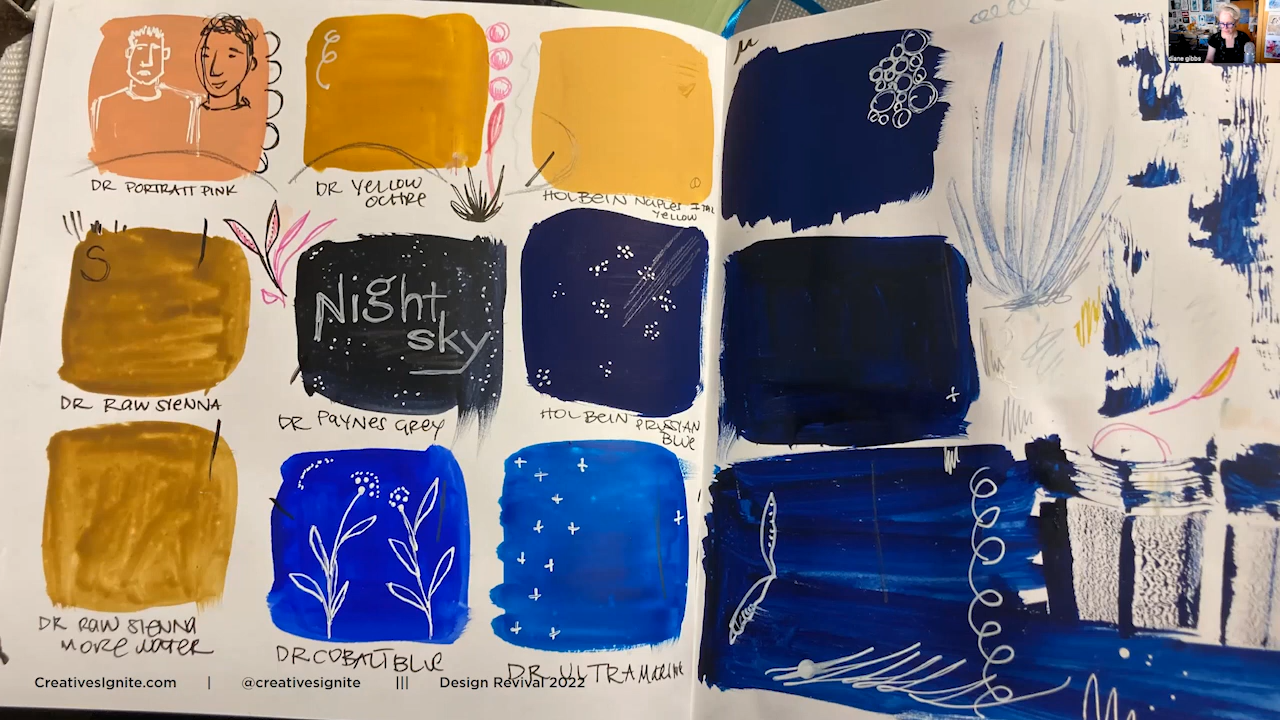 DR PORTRAIT PINK
DR YELLOW
OCHRE
HOLBEIN NAPLES
YELLOW
S
DR RAW SIENNA
Night
sky
DR PAYNES GREY
HOLBEIN PRUSSYAN
BLUE
DR RAW SIENNA
MORE WATER
DR COBALT BLUE
DR ULTRAMARINE
CreativesIgnite.com | @creativesignite ||| Design Revival 2022
diane gibbs